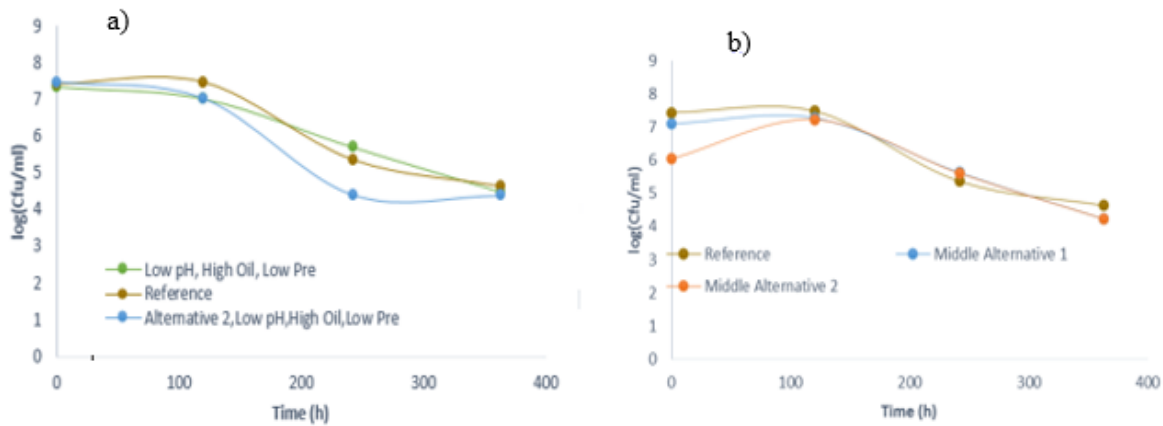 a)
9
8
7
6
5
4
3
2
1
0
log(Cfu/ml)
Low pH, High Oil, Low Pre
Reference
Alternative 2,Low pH,High Oil,Low Pre
0 100 200 300 400
Time (h)
b)
9
8
7
6
5
4
3
2
1
0
log(Cfu/ml)
Reference Middle Alternative 1
Middle Alternative 2
0 100 200 300 400
Time (h)